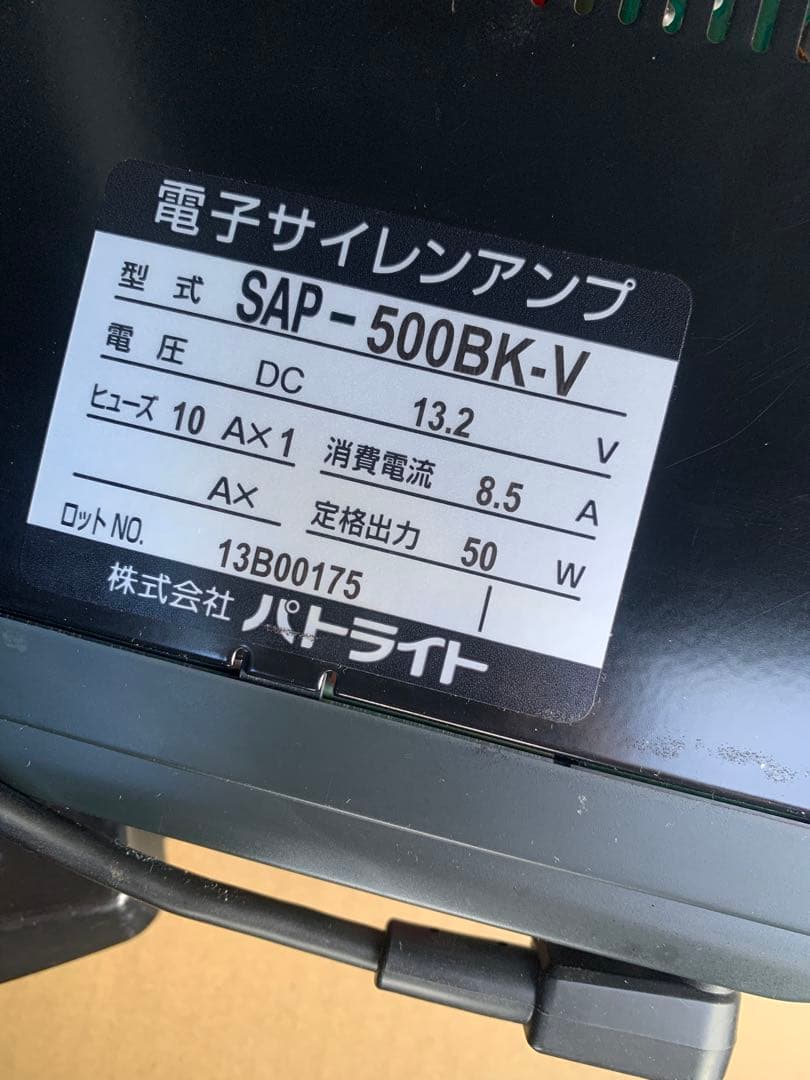 電子サイレンアンプ
型式 SAP-500BK-V
電圧 DC 13.2 V
ヒューズ 10 A×1 消費電流 8.5 A
A× 定格出力 50 W
ロットNO. 13B00175
株式会社 パトライト